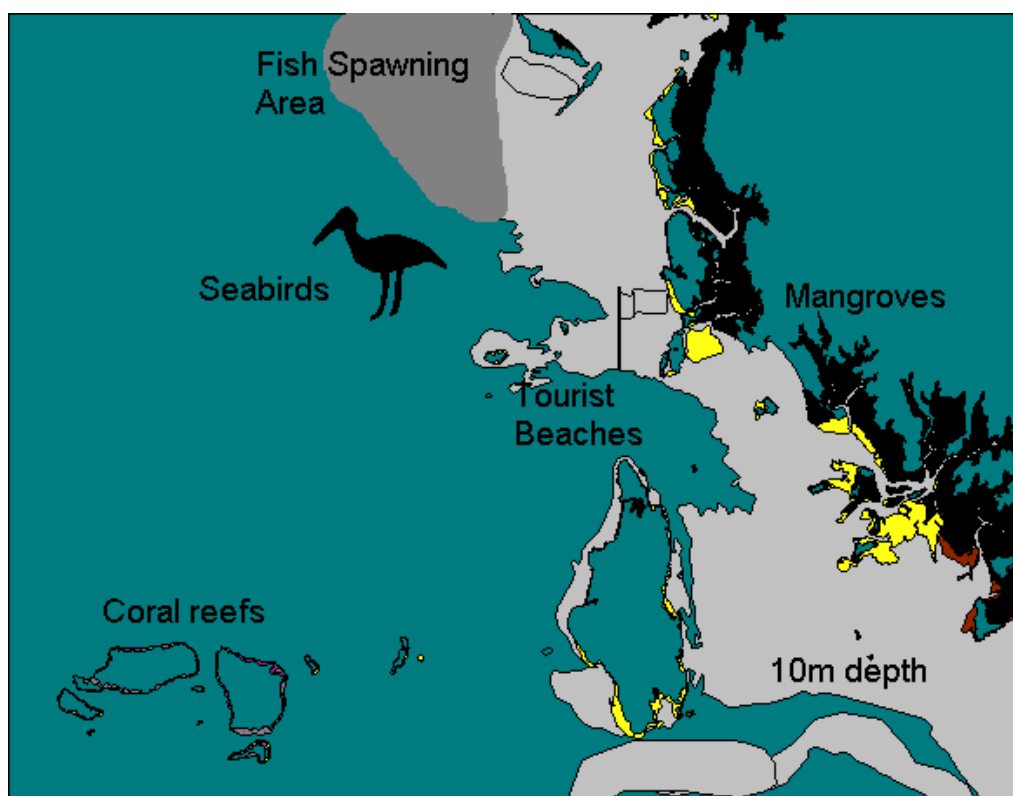 Fish Spawning
Area
Seabirds
Mangroves
Tourist
Beaches
Coral reefs
10m depth